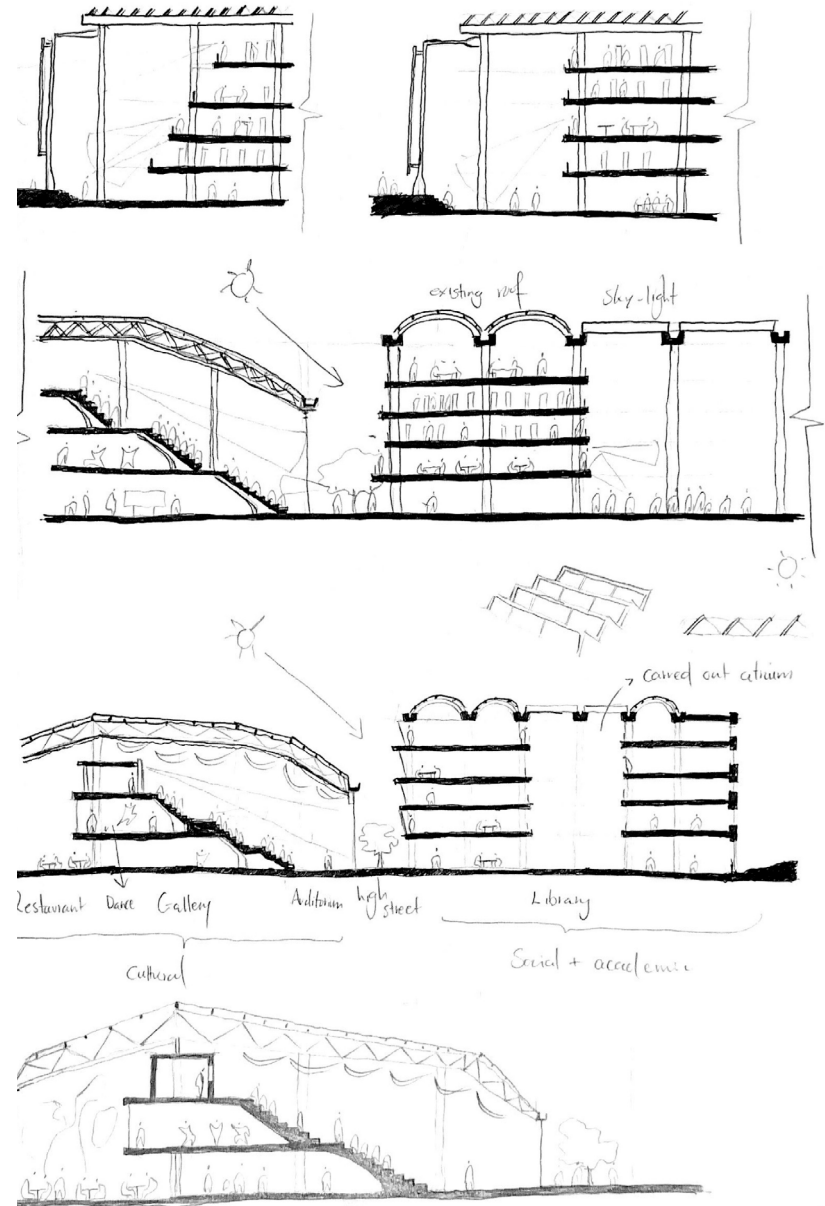 existing roof
sky-light
carved out atrium
Restaurant Dance Gallery Auditorium high street Library
Cultural
Social + academic